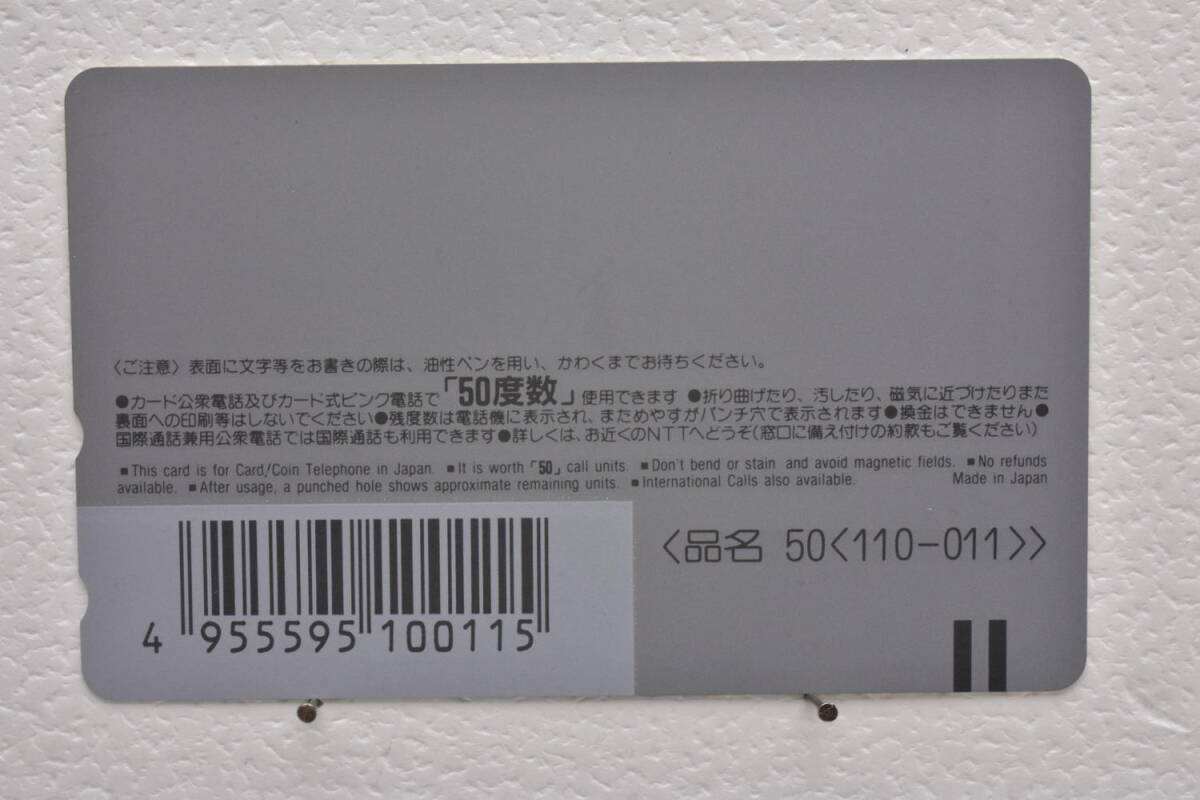 〈ご注意〉表面に文字等をお書きの際は、油性ペンを用い、かわくまでお待ちください。
●カード公衆電話及びカード式ピンク電話で「50度数」使用できます ●折り曲げたり、汚したり、磁気に近づけたりまた
裏面への印刷等はしないでください●残度数は電話機に表示され、まためやすがパンチ穴で表示されます●換金はできません●
国際通話兼用公衆電話では国際通話も利用できます●詳しくは、お近くのNTTへどうぞ(窓口に備え付けの約款もご覧ください)
■This card is for Card/Coin Telephone in Japan. ■It is worth「50」call units. ■Don't bend or stain and avoid magnetic fields. ■No refunds
available. ■After usage, a punched hole shows approximate remaining units. ■International Calls also available. Made in Japan
〈品名 50〈110-011〉〉
4 955595 100115